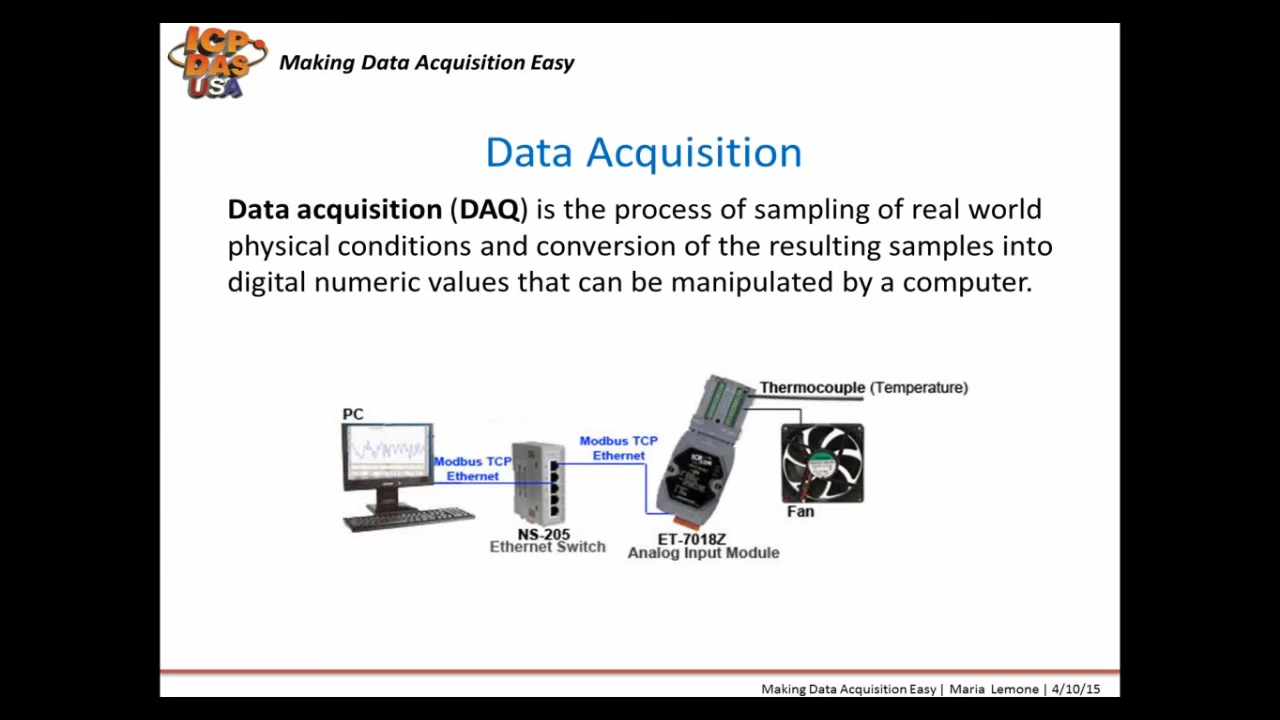 ICP
DAS
USA
Making Data Acquisition Easy
Data Acquisition
Data acquisition (DAQ) is the process of sampling of real world
physical conditions and conversion of the resulting samples into
digital numeric values that can be manipulated by a computer.
PC
Modbus TCP
Ethernet
NS-205
Ethernet Switch
Modbus TCP
Ethernet
ET-7018Z
Analog Input Module
Thermocouple (Temperature)
Fan
Making Data Acquisition Easy | Maria Lemone | 4/10/15